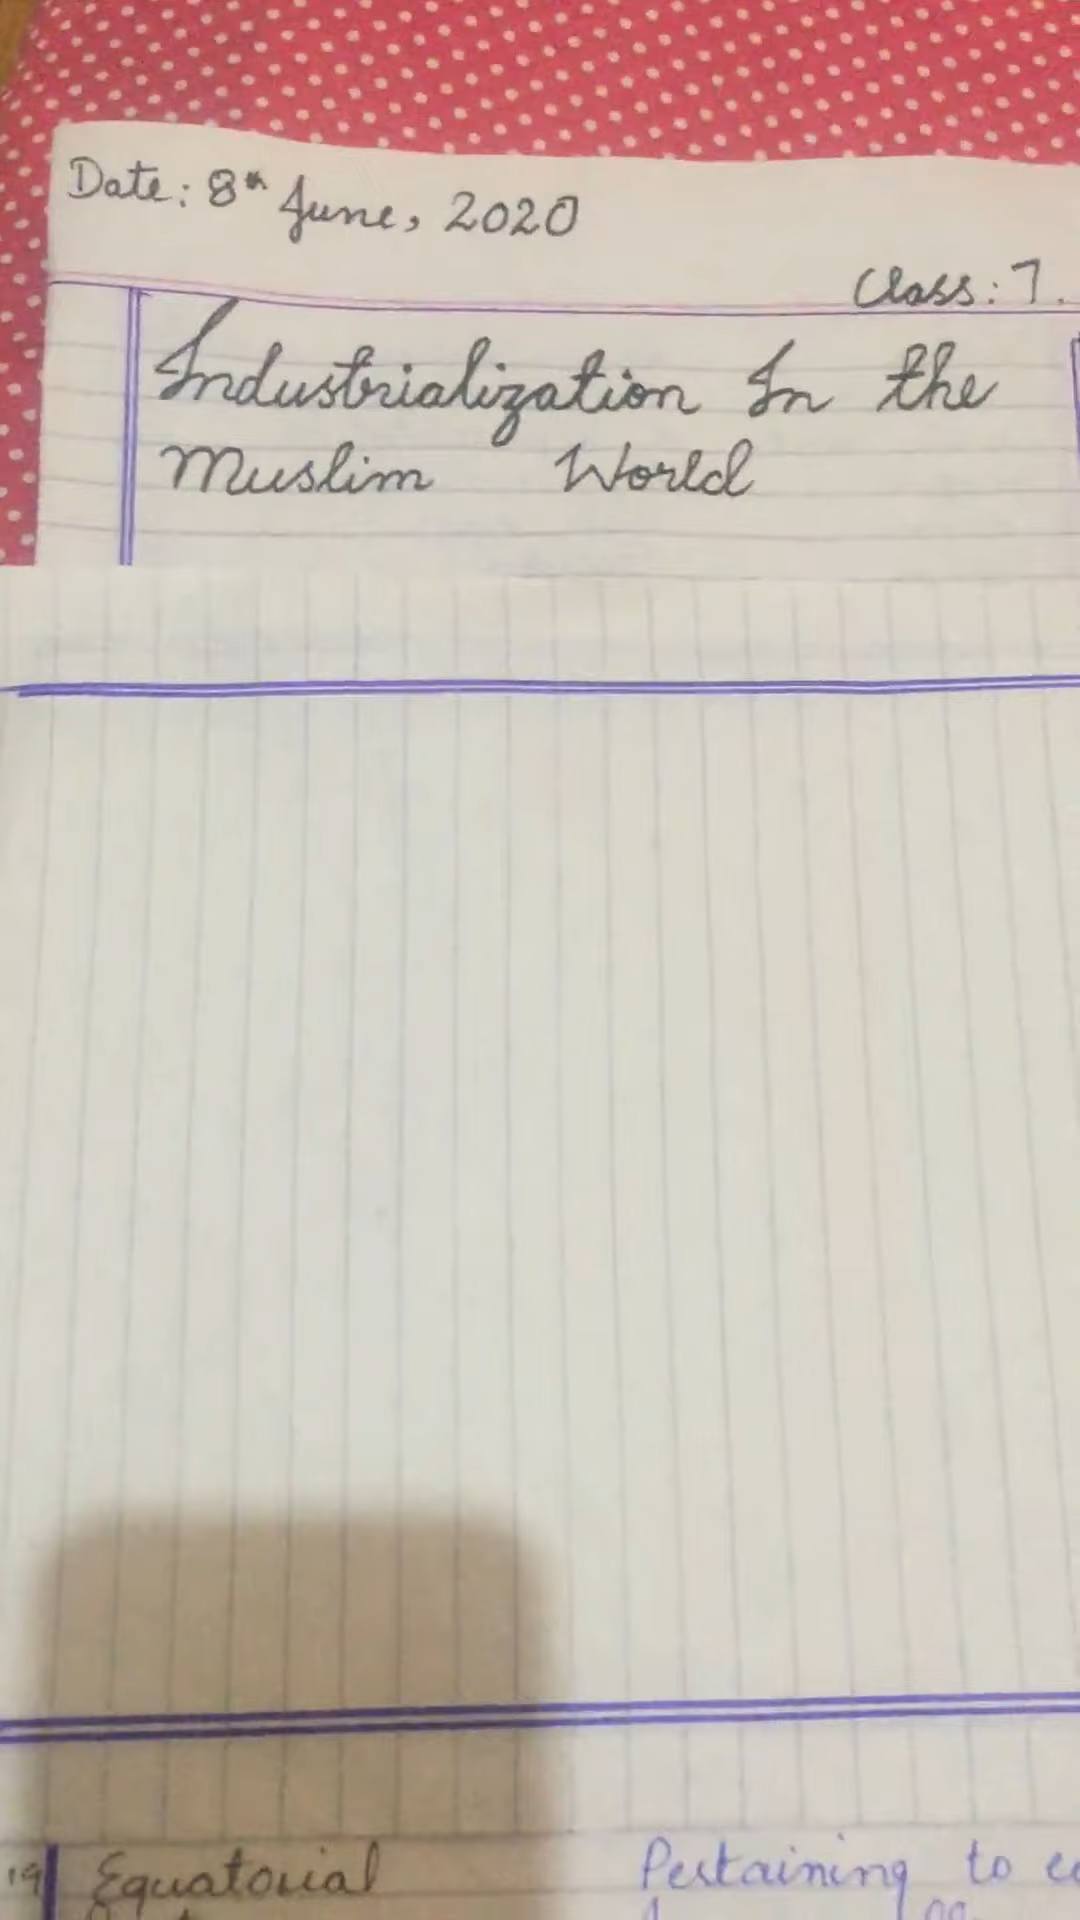 Date: 8th June, 2020
Class: 7.
Industrialization In the
Muslim World
19 Equatorial
Pertaining to